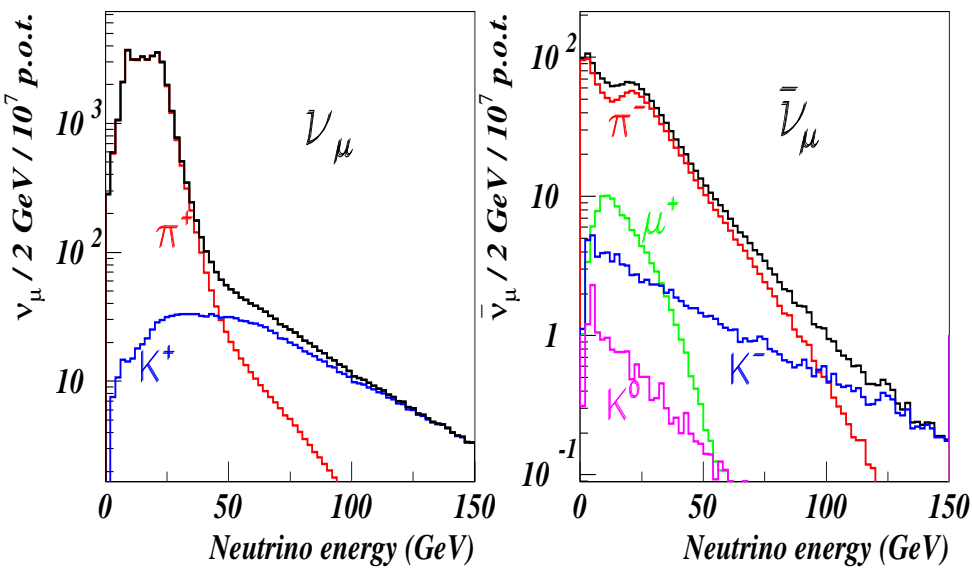 ν_μ / 2 GeV / 10^7 p.o.t.
10^3
10^2
10
ν_μ
π^+
K^+
0 50 100 150
Neutrino energy (GeV)
ν̄_μ / 2 GeV / 10^7 p.o.t.
10^2
10
1
10^-1
ν̄_μ
π^-
μ^+
K^-
K^0
0 50 100 150
Neutrino energy (GeV)